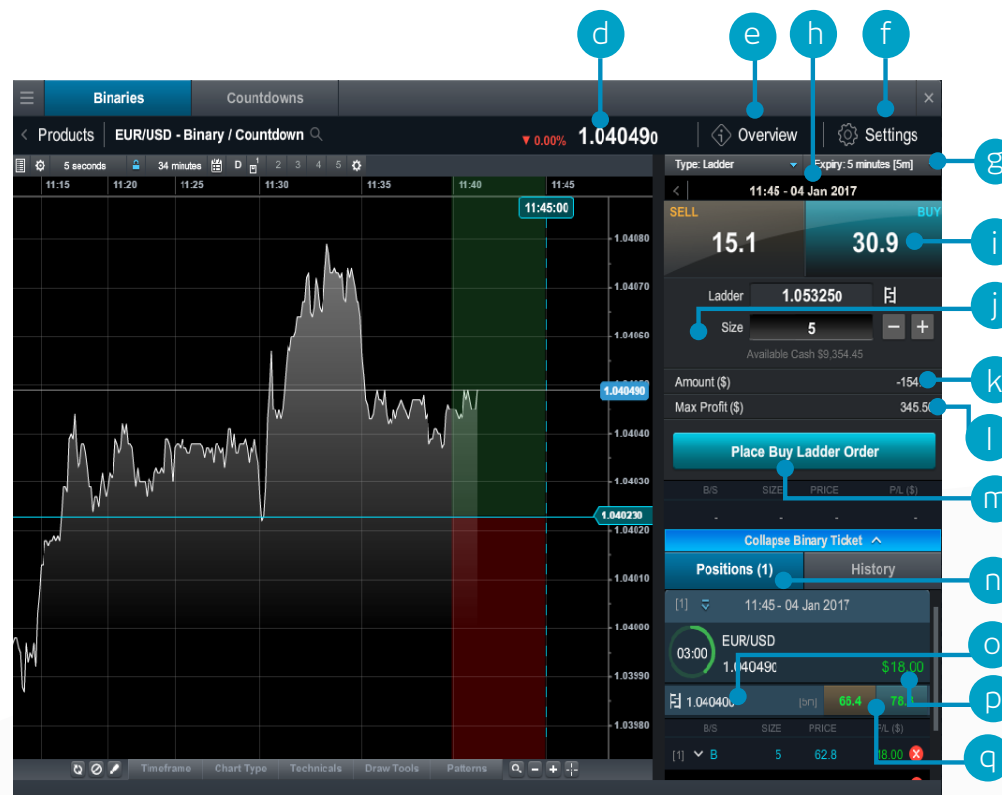 d e h f
Binaries Countdowns
Products EUR/USD - Binary / Countdown 0.00% 1.040490 Overview Settings
5 seconds 34 minutes D 1 2 3 4 5 Type: Ladder Expiry: 5 minutes [5m] g
11:15 11:20 11:25 11:30 11:35 11:40 11:45
11:45 - 04 Jan 2017
11:45:00
SELL BUY
15.1 30.9 i
1.04080
1.04070
1.04060
1.040490
1.04040
1.04030
1.040230
1.04020
1.04010
1.04000
1.03990
1.03980
Ladder 1.053250 j
Size 5 - +
Available Cash $9,354.45
Amount ($) k
Max Profit ($) l
Place Buy Ladder Order
B/S SIZE PRICE P/L ($) m
- - - -
Collapse Binary Ticket
Positions (1) History n
[1] 11:45 - 04 Jan 2017
03:00 EUR/USD o
$18.00
[5m] p
B/S SIZE PRICE q
[1] B 5 62.8
Timeframe Chart Type Technicals Draw Tools Patterns